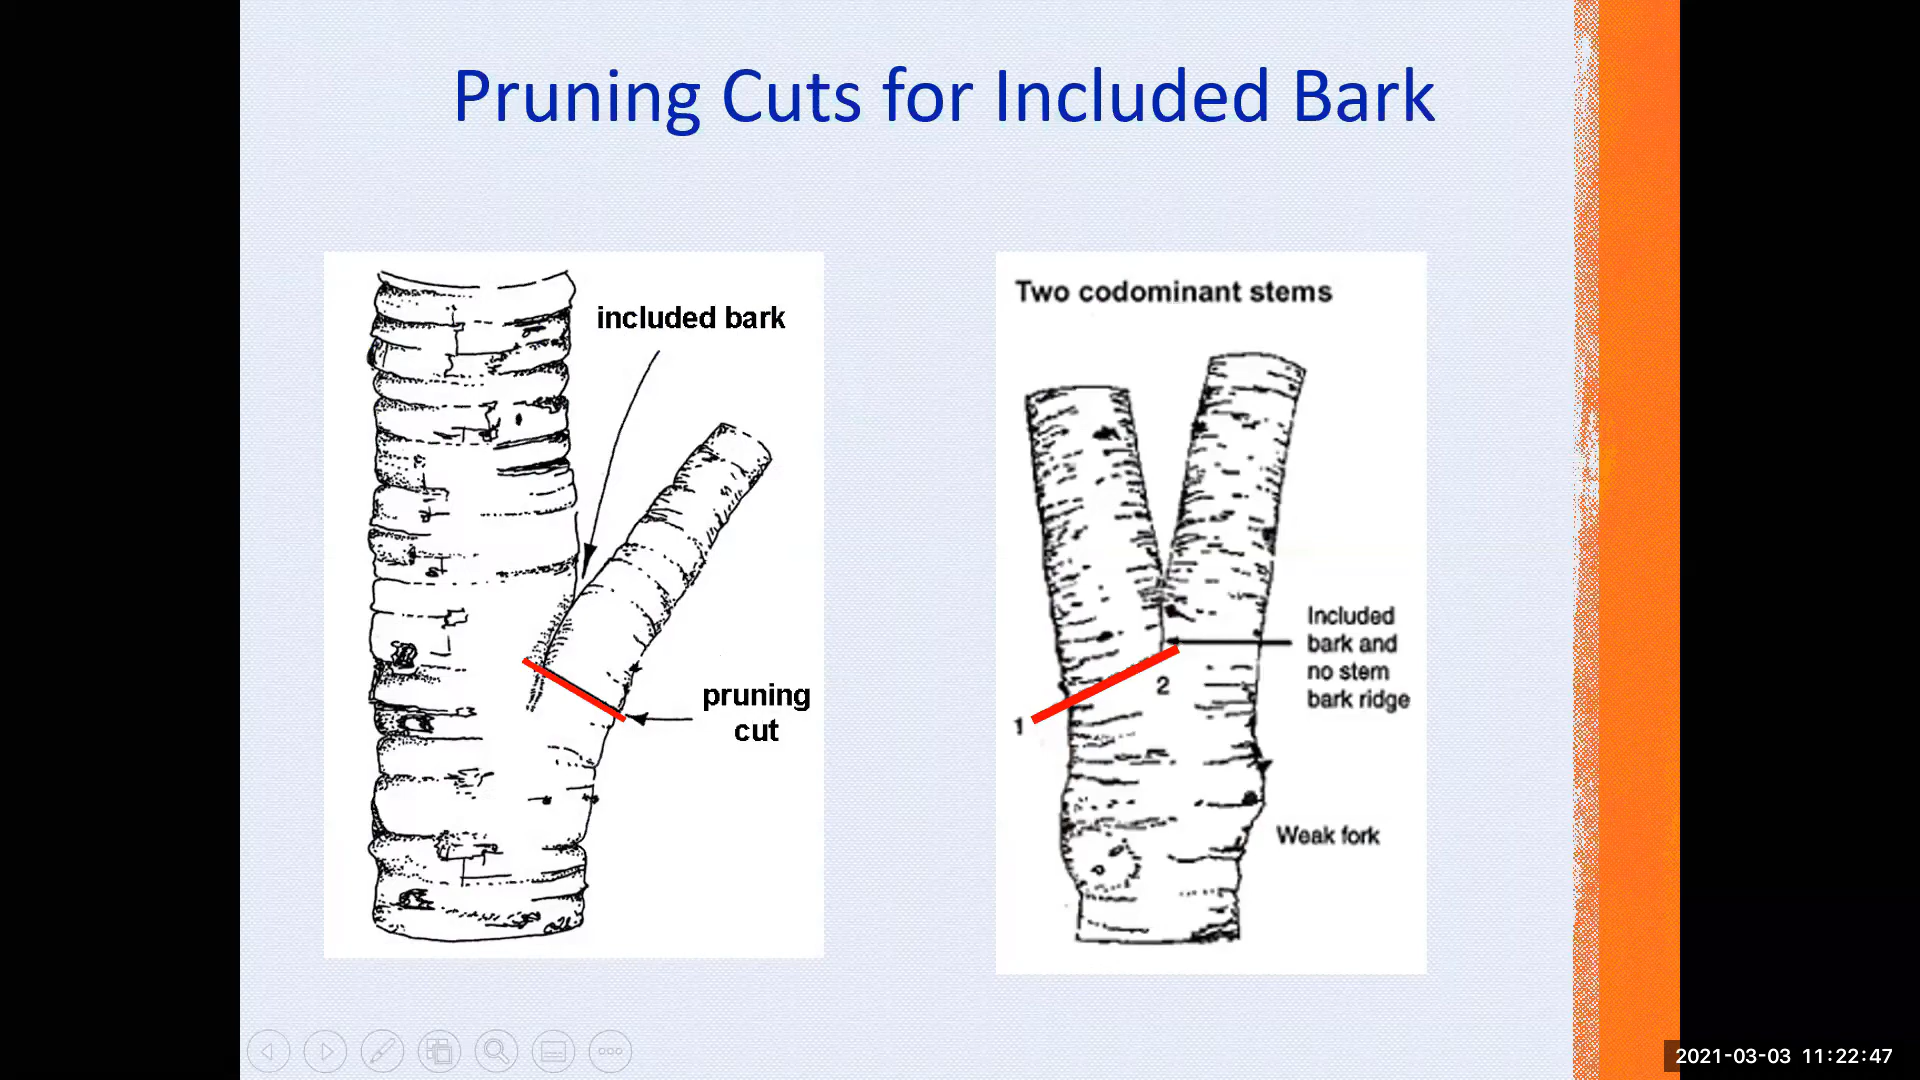 Pruning Cuts for Included Bark
included bark
pruning
cut
Two codominant stems
Included
bark and
no stem
bark ridge
2
1
Weak fork
2021-03-03 11:22:47